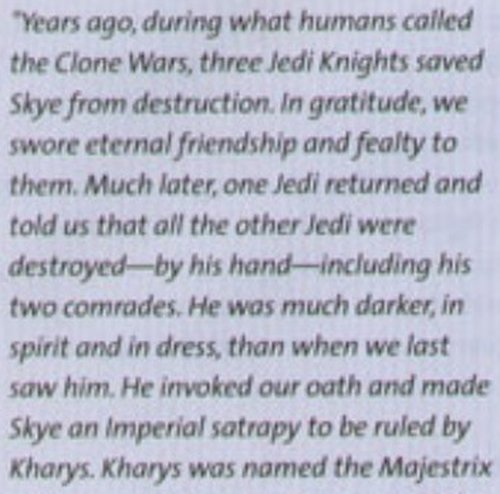 "Years ago, during what humans called
the Clone Wars, three Jedi Knights saved
Skye from destruction. In gratitude, we
swore eternal friendship and fealty to
them. Much later, one Jedi returned and
told us that all the other Jedi were
destroyed—by his hand—including his
two comrades. He was much darker, in
spirit and in dress, than when we last
saw him. He invoked our oath and made
Skye an Imperial satrapy to be ruled by
Kharys. Kharys was named the Majestrix